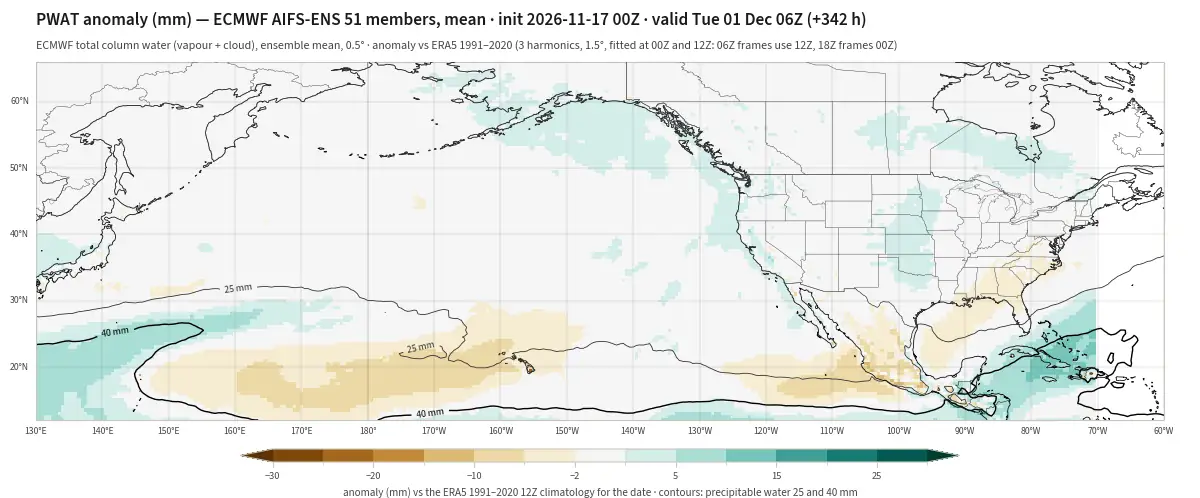 PWAT anomaly (mm) — ECMWF AIFS-ENS 51 members, mean · init 2026-11-17 00Z · valid Tue 01 Dec 06Z (+342 h)
ECMWF total column water (vapour + cloud), ensemble mean, 0.5° · anomaly vs ERA5 1991–2020 (3 harmonics, 1.5°, fitted at 00Z and 12Z: 06Z frames use 12Z, 18Z frames 00Z)
60°N
50°N
40°N
30°N
20°N
25 mm
40 mm
25 mm
40 mm
130°E 140°E 150°E 160°E 170°E 180° 170°W 160°W 150°W 140°W 130°W 120°W 110°W 100°W 90°W 80°W 70°W 60°W
−30 −20 −10 −2 5 15 25
anomaly (mm) vs the ERA5 1991–2020 12Z climatology for the date · contours: precipitable water 25 and 40 mm